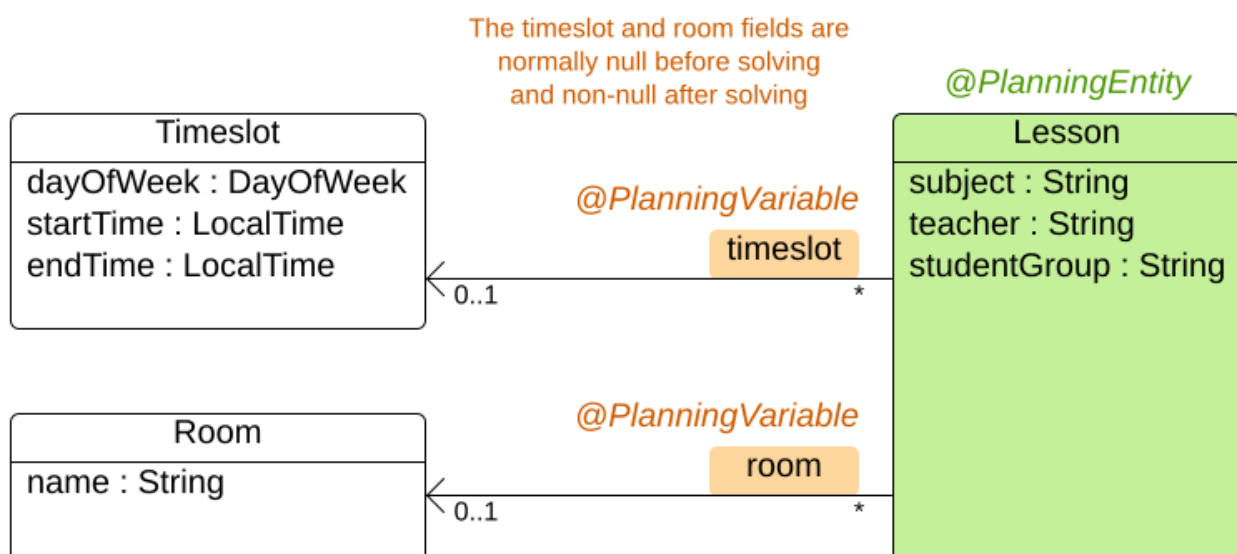 The timeslot and room fields are
normally null before solving
and non-null after solving
@PlanningEntity
Timeslot
dayOfWeek : DayOfWeek
startTime : LocalTime
endTime : LocalTime
@PlanningVariable
timeslot
0..1
*
Lesson
subject : String
teacher : String
studentGroup : String
Room
name : String
@PlanningVariable
room
0..1
*